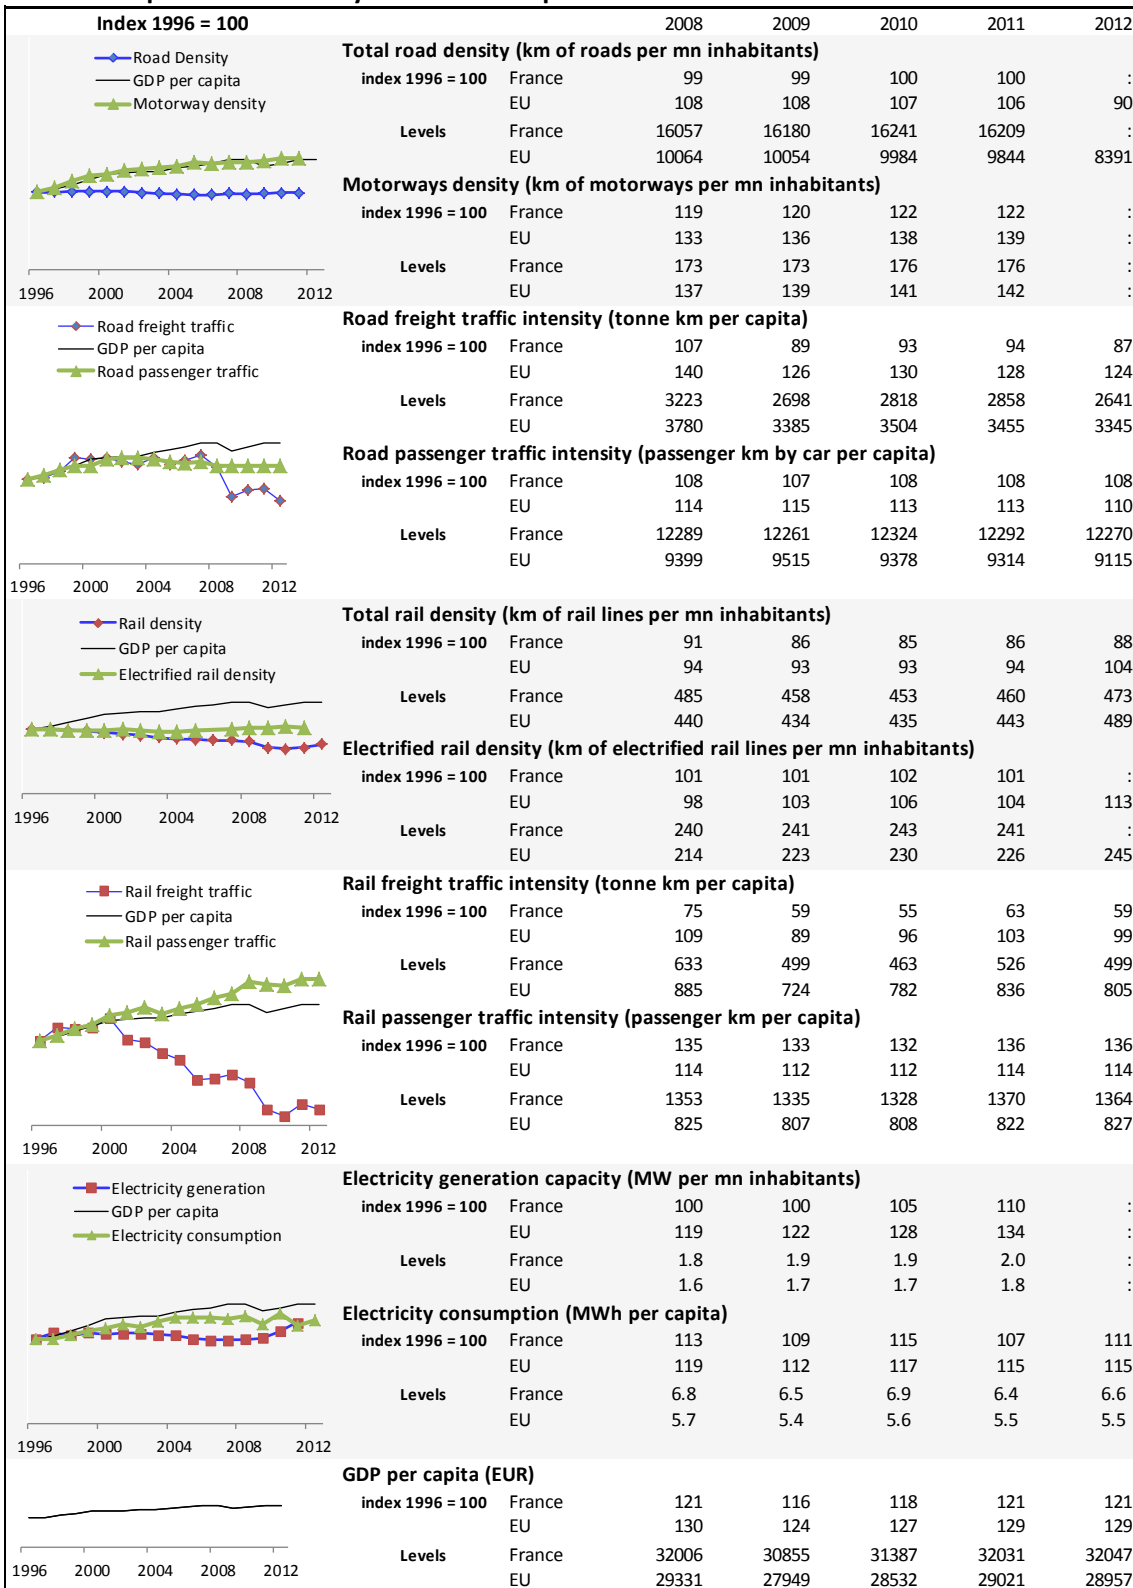 Index 1996 = 100 2008 2009 2010 2011 2012
Road Density
GDP per capita
Motorway density
1996 2000 2004 2008 2012
Total road density (km of roads per mn inhabitants)
index 1996 = 100 France 99 99 100 100 :
EU 108 108 107 106 90
Levels France 16057 16180 16241 16209 :
EU 10064 10054 9984 9844 8391
Motorways density (km of motorways per mn inhabitants)
index 1996 = 100 France 119 120 122 122 :
EU 133 136 138 139 :
Levels France 173 173 176 176 :
EU 137 139 141 142 :
Road freight traffic
GDP per capita
Road passenger traffic
1996 2000 2004 2008 2012
Road freight traffic intensity (tonne km per capita)
index 1996 = 100 France 107 89 93 94 87
EU 140 126 130 128 124
Levels France 3223 2698 2818 2858 2641
EU 3780 3385 3504 3455 3345
Road passenger traffic intensity (passenger km by car per capita)
index 1996 = 100 France 108 107 108 108 108
EU 114 115 113 113 110
Levels France 12289 12261 12324 12292 12270
EU 9399 9515 9378 9314 9115
Rail density
GDP per capita
Electrified rail density
1996 2000 2004 2008 2012
Total rail density (km of rail lines per mn inhabitants)
index 1996 = 100 France 91 86 85 86 88
EU 94 93 93 94 104
Levels France 485 458 453 460 473
EU 440 434 435 443 489
Electrified rail density (km of electrified rail lines per mn inhabitants)
index 1996 = 100 France 101 101 102 101 :
EU 98 103 106 104 113
Levels France 240 241 243 241 :
EU 214 223 230 226 245
Rail freight traffic
GDP per capita
Rail passenger traffic
1996 2000 2004 2008 2012
Rail freight traffic intensity (tonne km per capita)
index 1996 = 100 France 75 59 55 63 59
EU 109 89 96 103 99
Levels France 633 499 463 526 499
EU 885 724 782 836 805
Rail passenger traffic intensity (passenger km per capita)
index 1996 = 100 France 135 133 132 136 136
EU 114 112 112 114 114
Levels France 1353 1335 1328 1370 1364
EU 825 807 808 822 827
Electricity generation
GDP per capita
Electricity consumption
1996 2000 2004 2008 2012
Electricity generation capacity (MW per mn inhabitants)
index 1996 = 100 France 100 100 105 110 :
EU 119 122 128 134 :
Levels France 1.8 1.9 1.9 2.0 :
EU 1.6 1.7 1.7 1.8 :
Electricity consumption (MWh per capita)
index 1996 = 100 France 113 109 115 107 111
EU 119 112 117 115 115
Levels France 6.8 6.5 6.9 6.4 6.6
EU 5.7 5.4 5.6 5.5 5.5
1996 2000 2004 2008 2012
GDP per capita (EUR)
index 1996 = 100 France 121 116 118 121 121
EU 130 124 127 129 129
Levels France 32006 30855 31387 32031 32047
EU 29331 27949 28532 29021 28957